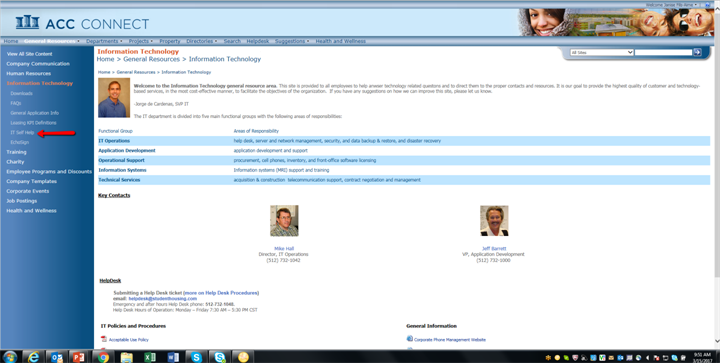 ACC CONNECT
Home
Departments
Projects
Property
Directories
Search
Helpdesk
Suggestions
Health and Wellness
All Sites
View All Site Content
Company Communication
Human Resources
Information Technology
Downloads
FAQs
General Application Info
Leasing KPI Definitions
IT Self Help
EchoSign
Training
Charity
Employee Programs and Discounts
Company Templates
Corporate Events
Job Postings
Health and Wellness
Information Technology
Home > General Resources > Information Technology
Home > General Resources > Information Technology
Welcome to the Information Technology general resource area. This site is provided to all employees to help answer technology related questions and to direct them to the proper contacts and resources. It is our goal to provide the highest quality of customer and technology-
based services, in the most cost-effective manner, to facilitate the objectives of the organization. If you have any suggestions on how we can improve this site, please let us know.
-Jorge de Cardenas, SVP IT
The IT department is divided into five main functional groups with the following areas of responsibilities:
Functional Group Areas of Responsibility
IT Operations help desk, server and network management, security, and data backup & restore, and disaster recovery
Application Development application development and support
Operational Support procurement, cell phones, inventory, and front-office software licensing
Information Systems Information systems (MRI) support and training
Technical Services acquisition & construction telecommunication support, contract negotiation and management
Key Contacts
Mike Hall
Director, IT Operations
(512) 732-1042
Jeff Barrett
VP, Application Development
(512) 732-1000
HelpDesk
Submitting a Help Desk ticket (more on Help Desk Procedures)
email: helpdesk@studenthousing.com
Emergency and after hours Help Desk phone:
Help Desk Hours of Operation: Monday – Friday 7:30 AM – 5:30 PM CST
IT Policies and Procedures
Acceptable Use Policy
General Information
Corporate Phone Management Website
9:51 AM
3/15/2017